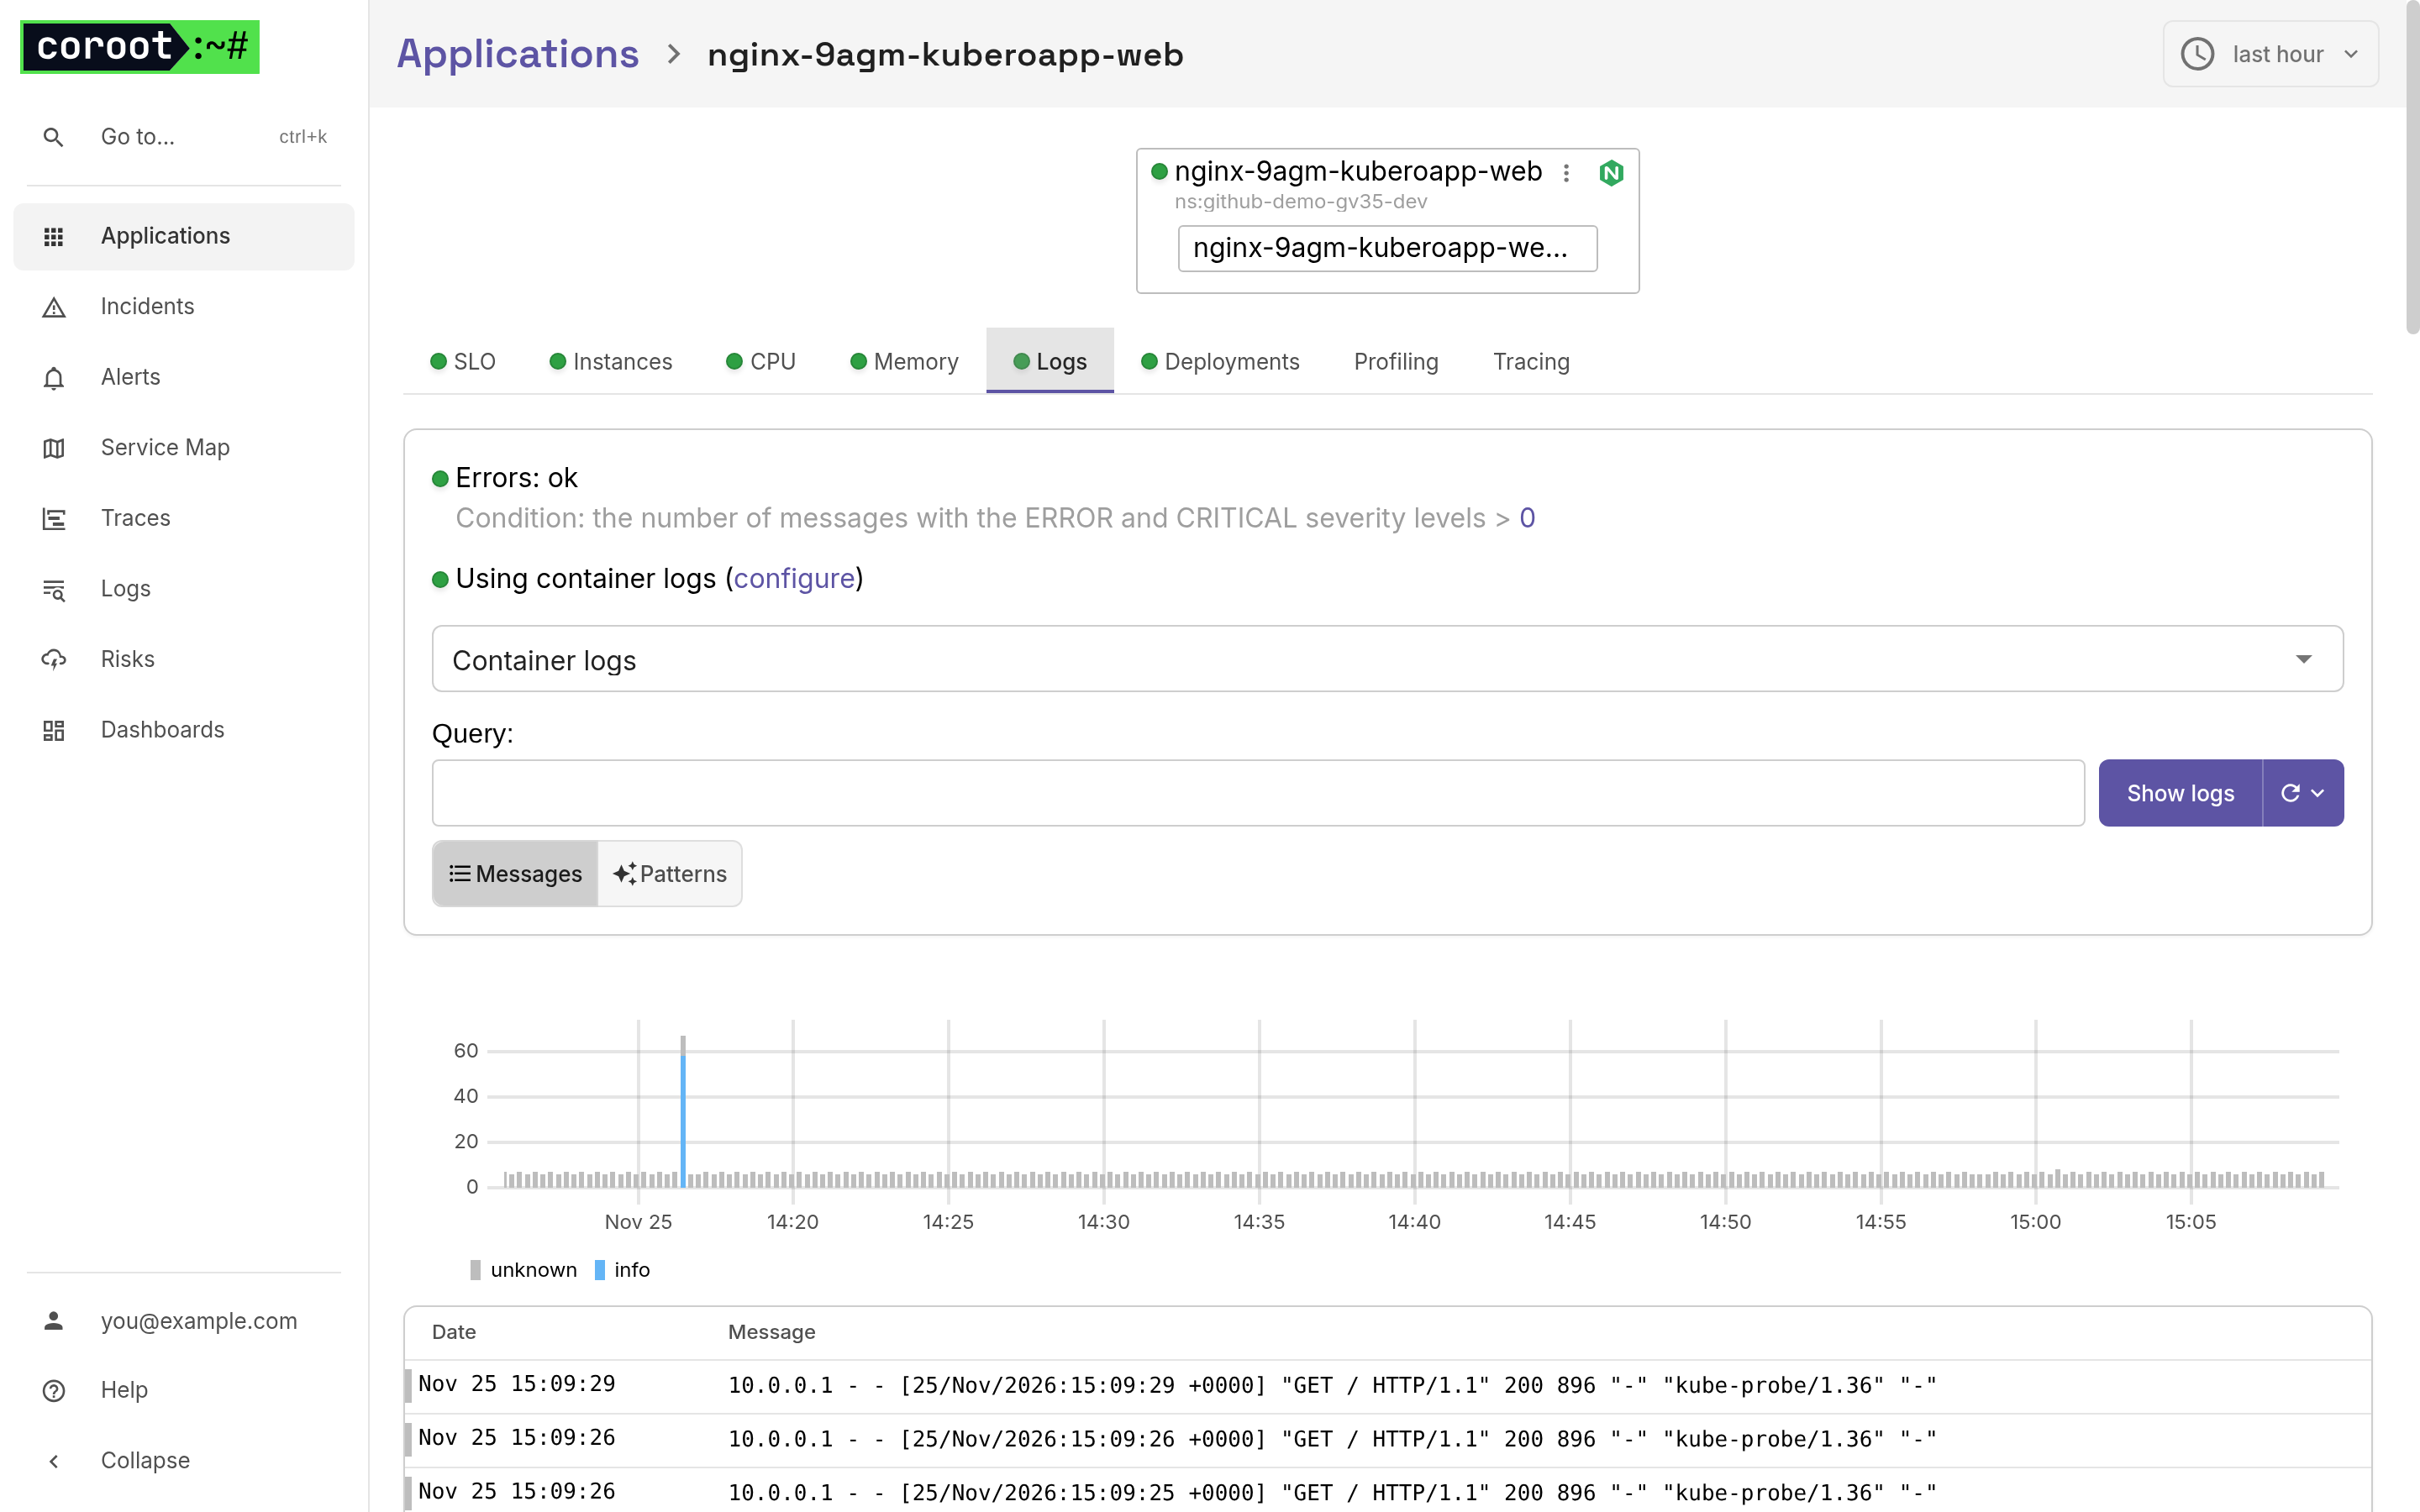 coroot:~#
Go to...
ctrl+k
Applications
Incidents
Alerts
Service Map
Traces
Logs
Risks
Dashboards
you@example.com
Help
Collapse
Applications > nginx-9agm-kuberoapp-web
last hour
nginx-9agm-kuberoapp-web
ns:github-demo-gv35-dev
nginx-9agm-kuberoapp-we...
SLO Instances CPU Memory Logs Deployments Profiling Tracing
Errors: ok
Condition: the number of messages with the ERROR and CRITICAL severity levels > 0
Using container logs (configure)
Container logs
Query:
Show logs
Messages Patterns
60
40
20
0
Nov 25 14:20 14:25 14:30 14:35 14:40 14:45 14:50 14:55 15:00 15:05
unknown info
Date Message
Nov 25 15:09:29 10.0.0.1 - - [25/Nov/2026:15:09:29 +0000] "GET / HTTP/1.1" 200 896 "-" "kube-probe/1.36" "-"
Nov 25 15:09:26 10.0.0.1 - - [25/Nov/2026:15:09:26 +0000] "GET / HTTP/1.1" 200 896 "-" "kube-probe/1.36" "-"
Nov 25 15:09:26 10.0.0.1 - - [25/Nov/2026:15:09:25 +0000] "GET / HTTP/1.1" 200 896 "-" "kube-probe/1.36" "-"